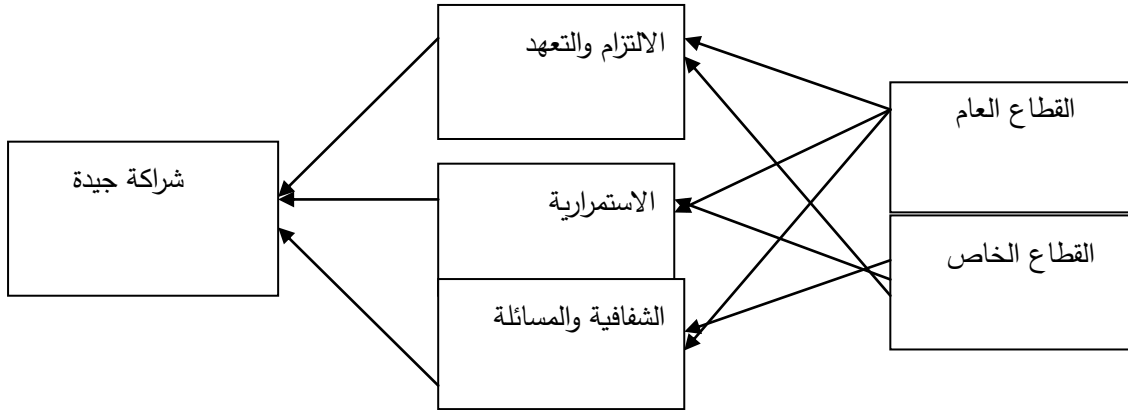 القطاع العام
القطاع الخاص
الالتزام والتعهد
الاستمرارية
الشفافية والمسائلة
شراكة جيدة